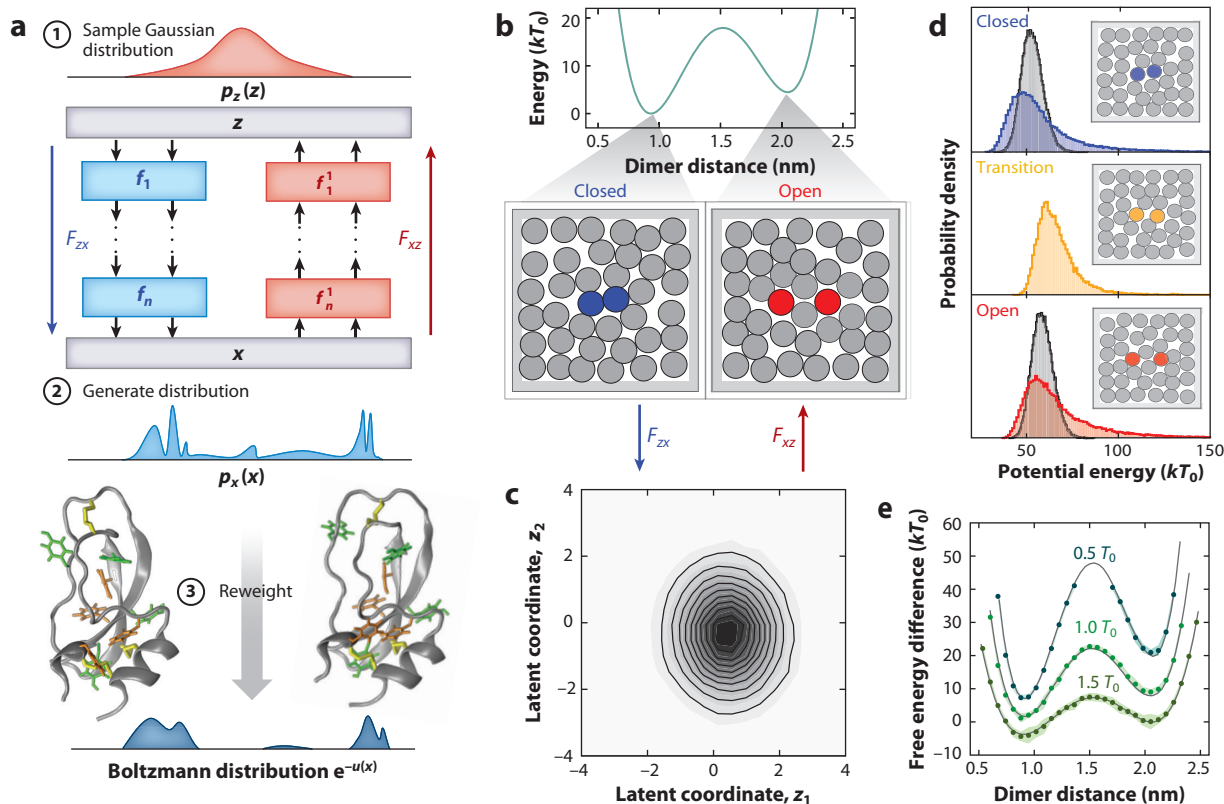 a
1 Sample Gaussian
distribution
p_z(z)
z
f_1
f_1^1
F_zx
F_xz
f_n
f_n^1
x
2 Generate distribution
p_x(x)
3 Reweight
Boltzmann distribution e^–u(x)
b
Energy (kT_0)
20
10
0
0.5 1.0 1.5 2.0 2.5
Dimer distance (nm)
Closed
Open
F_zx
F_xz
c
Latent coordinate, z_2
4
2
0
−2
−4
−4 −2 0 2 4
Latent coordinate, z_1
d
Probability density
Closed
Transition
Open
50 100 150
Potential energy (kT_0)
e
Free energy difference (kT_0)
60
50
40
30
20
10
0
−10
0.5 T_0
1.0 T_0
1.5 T_0
0.5 1.0 1.5 2.0 2.5
Dimer distance (nm)